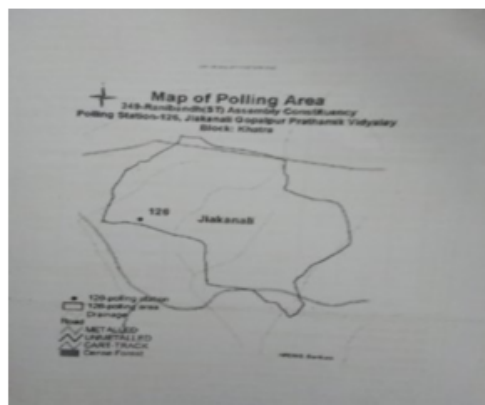 Map of Polling Area
249-Ranibandh(ST) Assembly Constituency
Polling Station-126, Jiakanali Gopalpur Prathamik Vidyalay
Block: Khatra
126
Jiakanali
126-polling station
126-polling area
Drainage
Road
METALLED
UNMETALLED
CART-TRACK
Dense Forest